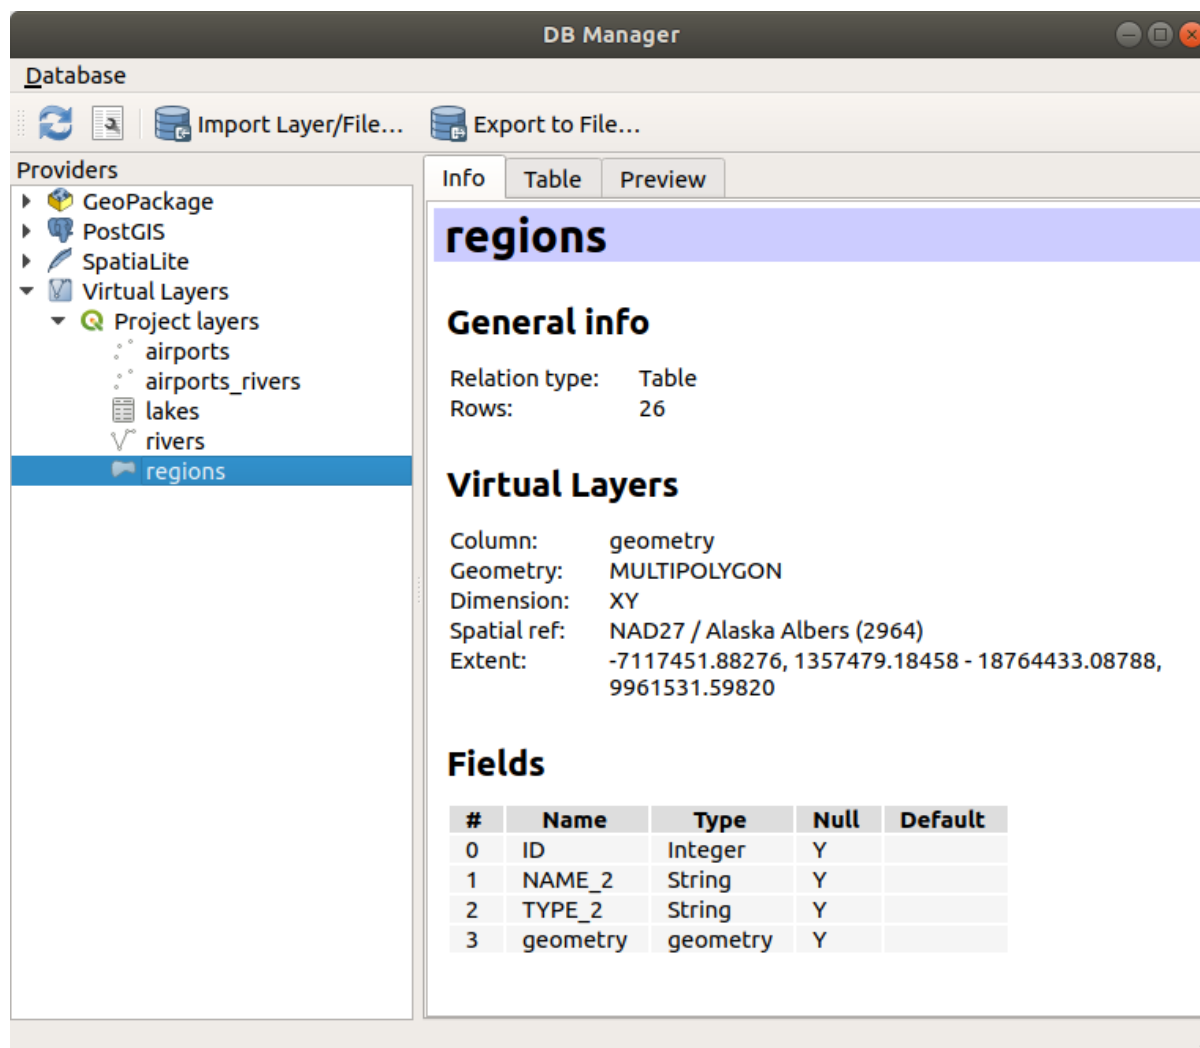 DB Manager
Database
Import Layer/File... Export to File...
Providers
GeoPackage
PostGIS
SpatiaLite
Virtual Layers
Project layers
airports
airports_rivers
lakes
rivers
regions
Info Table Preview
regions
General info
Relation type: Table
Rows: 26
Virtual Layers
Column: geometry
Geometry: MULTIPOLYGON
Dimension: XY
Spatial ref: NAD27 / Alaska Albers (2964)
Extent: -7117451.88276, 1357479.18458 - 18764433.08788,
9961531.59820
Fields
# Name Type Null Default
0 ID Integer Y
1 NAME_2 String Y
2 TYPE_2 String Y
3 geometry geometry Y